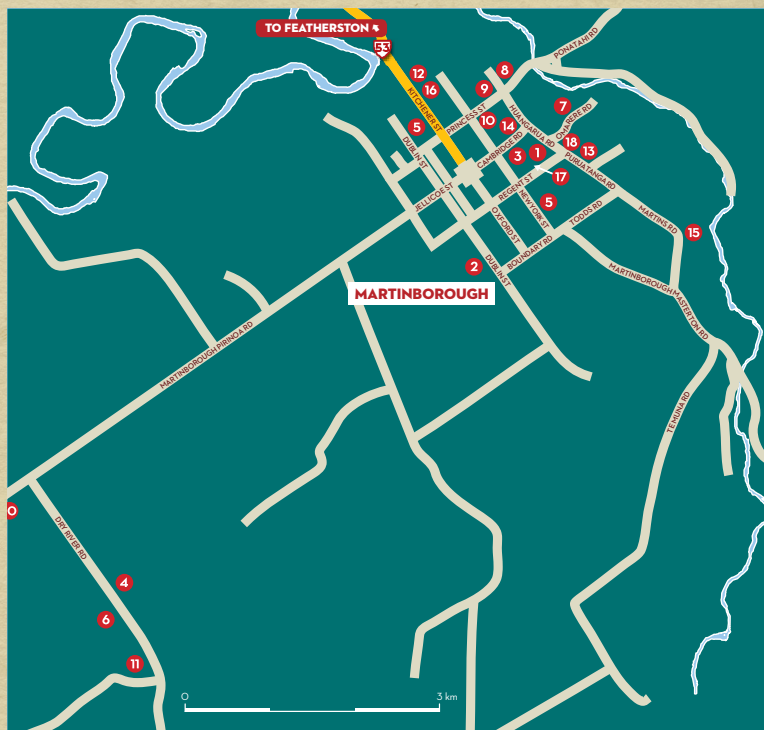 TO FEATHERSTON
53
PONATAHI RD
12
16
8
9
7
KITCHENER ST
PRINCESS ST
HUANGARUA RD
OMARERE RD
5
10
14
18
13
DUBLIN ST
CAMBRIDGE RD
3
1
PURUATANGA RD
17
JELLICOE ST
REGENT ST
NEW YORK ST
5
OXFORD ST
TODDS RD
MARTINS RD
15
2
BOUNDARY RD
DUBLIN ST
MARTINBOROUGH
MARTINBOROUGH MASTERTON RD
MARTINBOROUGH PIRINOA RD
TE MUNA RD
0
DRY RIVER RD
4
6
11
0
3 km